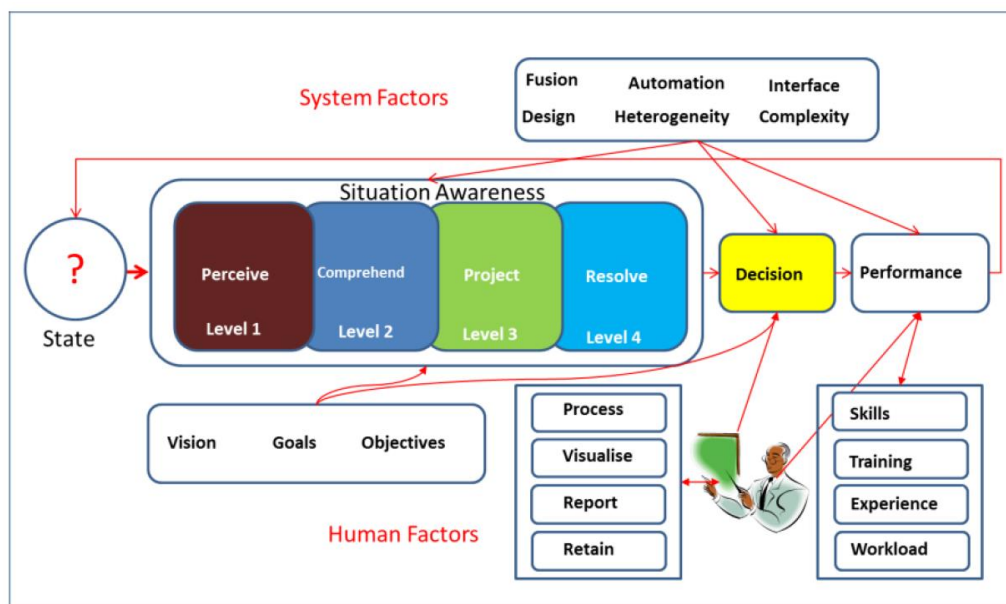 System Factors
Fusion Automation Interface
Design Heterogeneity Complexity
Situation Awareness
?
State
Perceive
Level 1
Comprehend
Level 2
Project
Level 3
Resolve
Level 4
Decision
Performance
Vision Goals Objectives
Human Factors
Process
Visualise
Report
Retain
Skills
Training
Experience
Workload